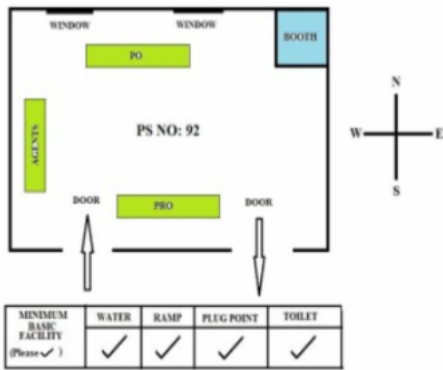 WINDOW
WINDOW
BOOTH
PO
N
AGENTS
PS NO: 92
W
E
S
DOOR
PRO
DOOR
MINIMUM BASIC FACILITY (Please ✓ )
WATER
RAMP
PLUG POINT
TOILET
✓
✓
✓
✓